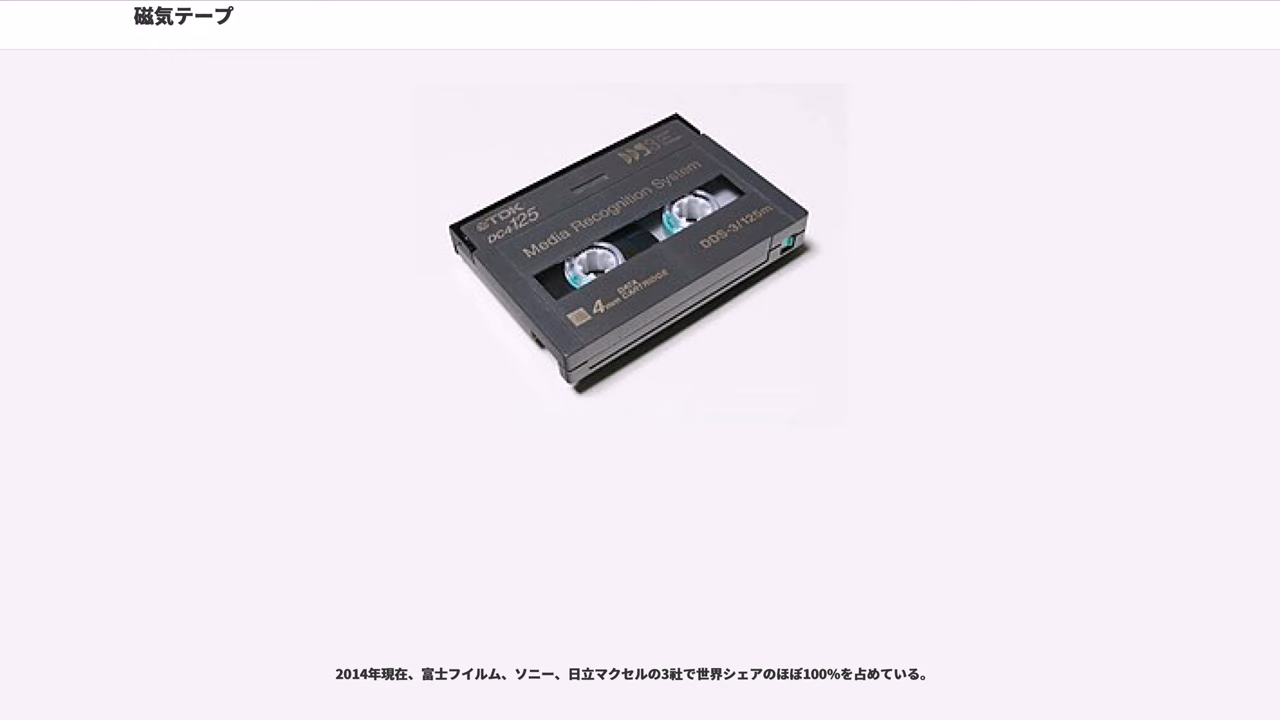 磁気テープ
DDS3
TDK
DC4-125
Media Recognition System
DDS-3/125m
4mm DATA CARTRIDGE
2014年現在、富士フイルム、ソニー、日立マクセルの3社で世界シェアのほぼ100%を占めている。